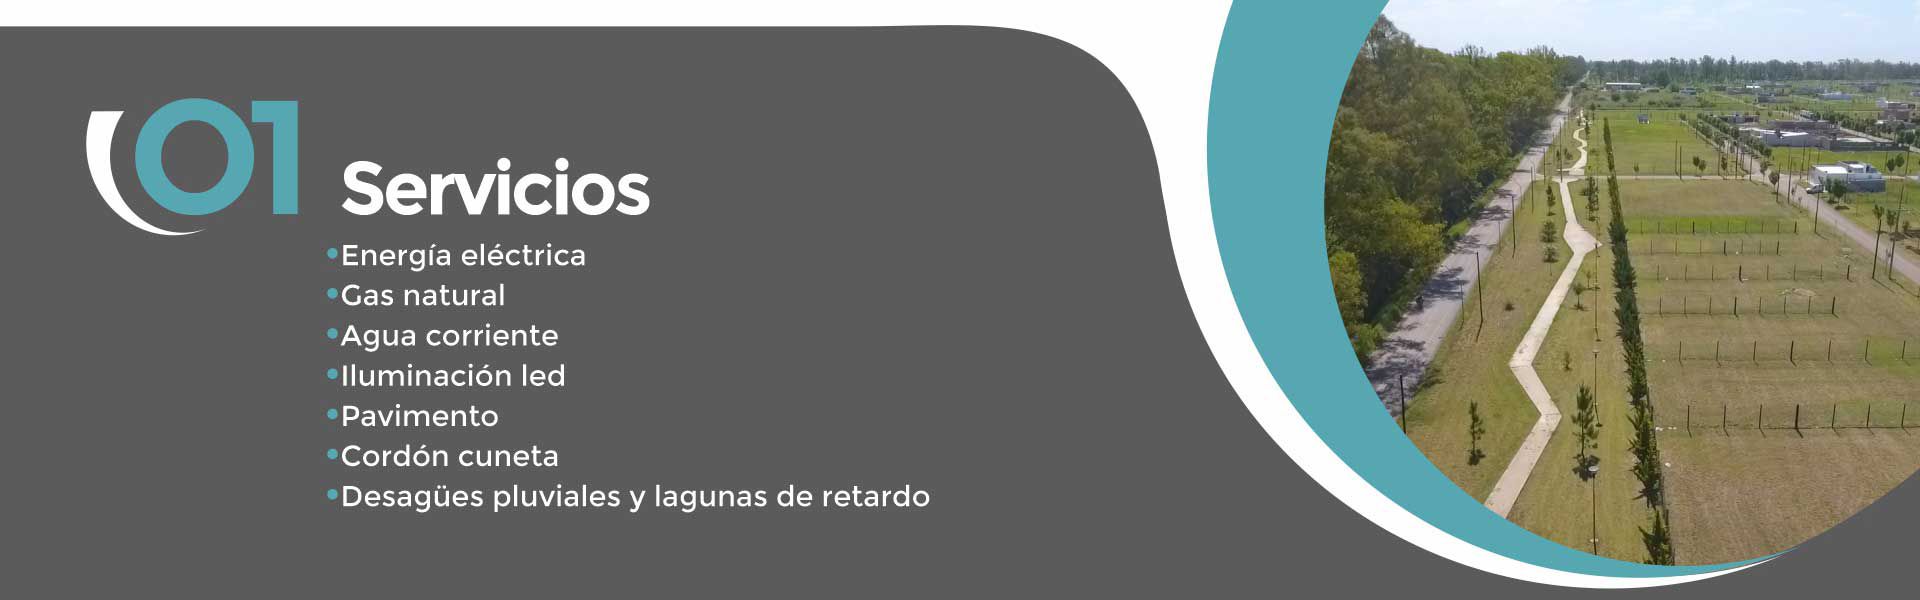 01
Servicios
•Energía eléctrica
•Gas natural
•Agua corriente
•Iluminación led
•Pavimento
•Cordón cuneta
•Desagües pluviales y lagunas de retardo